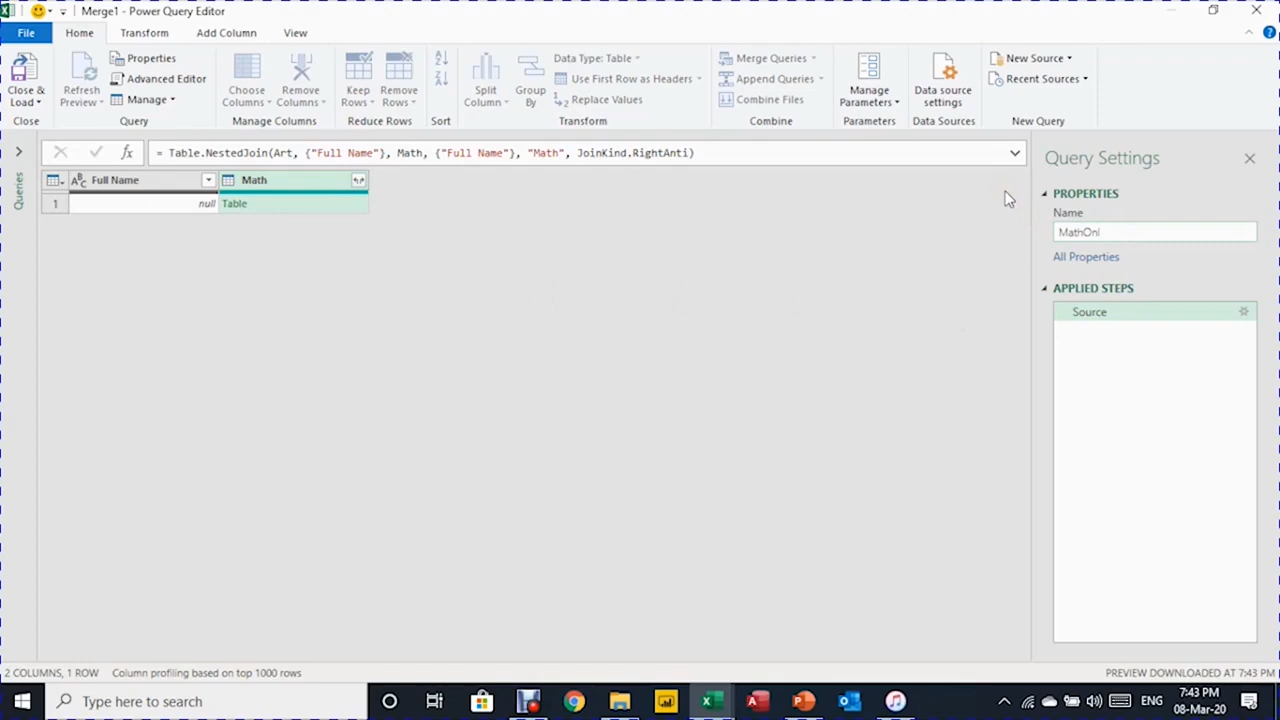 Merge1 - Power Query Editor
File
Home
Transform
Add Column
View
Close & Load
Close
Refresh Preview
Properties
Advanced Editor
Manage
Query
Choose Columns
Remove Columns
Manage Columns
Keep Rows
Remove Rows
Reduce Rows
Sort
Split Column
Group By
Data Type: Table
Use First Row as Headers
Replace Values
Transform
Merge Queries
Append Queries
Combine Files
Combine
Manage Parameters
Parameters
Data source settings
Data Sources
New Source
Recent Sources
New Query
Queries
= Table.NestedJoin(Art, {"Full Name"}, Math, {"Full Name"}, "Math", JoinKind.RightAnti)
Full Name
Math
1
null
Table
Query Settings
PROPERTIES
Name
MathOnl
All Properties
APPLIED STEPS
Source
2 COLUMNS, 1 ROW
Column profiling based on top 1000 rows
PREVIEW DOWNLOADED AT 7:43 PM
Type here to search
ENG
7:43 PM
08-Mar-20